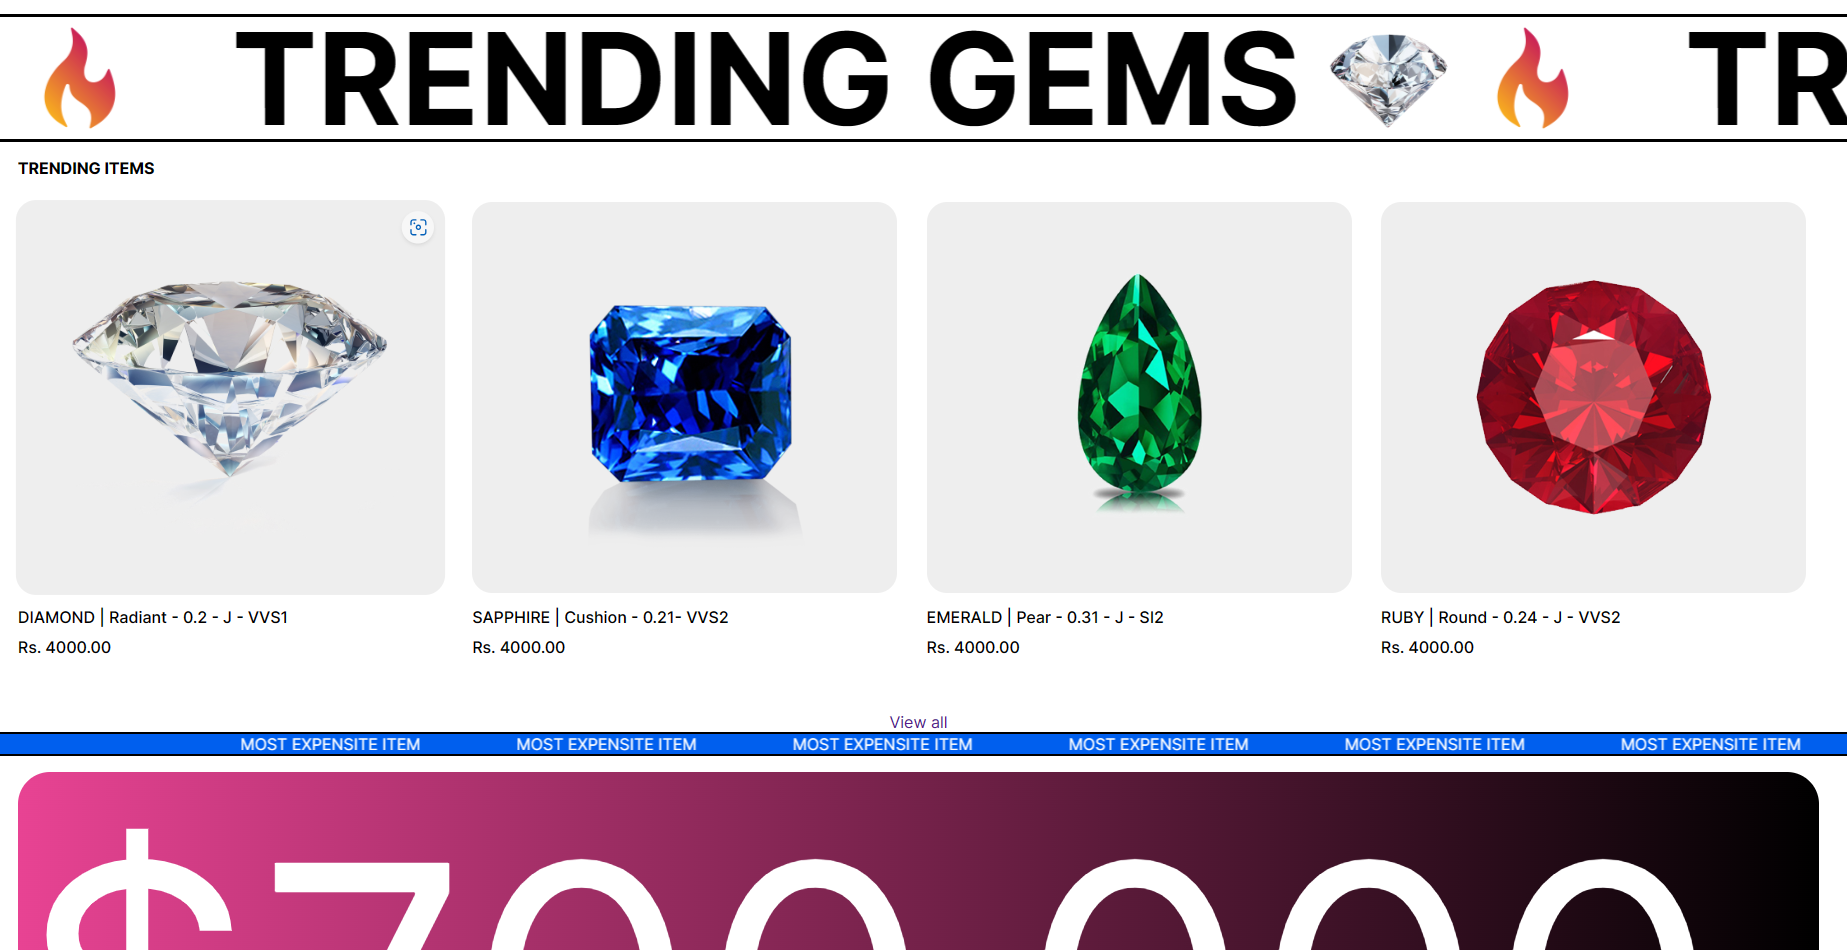 TRENDING GEMS TR
TRENDING ITEMS
DIAMOND | Radiant - 0.2 - J - VVS1
Rs. 4000.00
SAPPHIRE | Cushion - 0.21- VVS2
Rs. 4000.00
EMERALD | Pear - 0.31 - J - SI2
Rs. 4000.00
RUBY | Round - 0.24 - J - VVS2
Rs. 4000.00
View all
MOST EXPENSITE ITEM MOST EXPENSITE ITEM MOST EXPENSITE ITEM MOST EXPENSITE ITEM MOST EXPENSITE ITEM MOST EXPENSITE ITEM